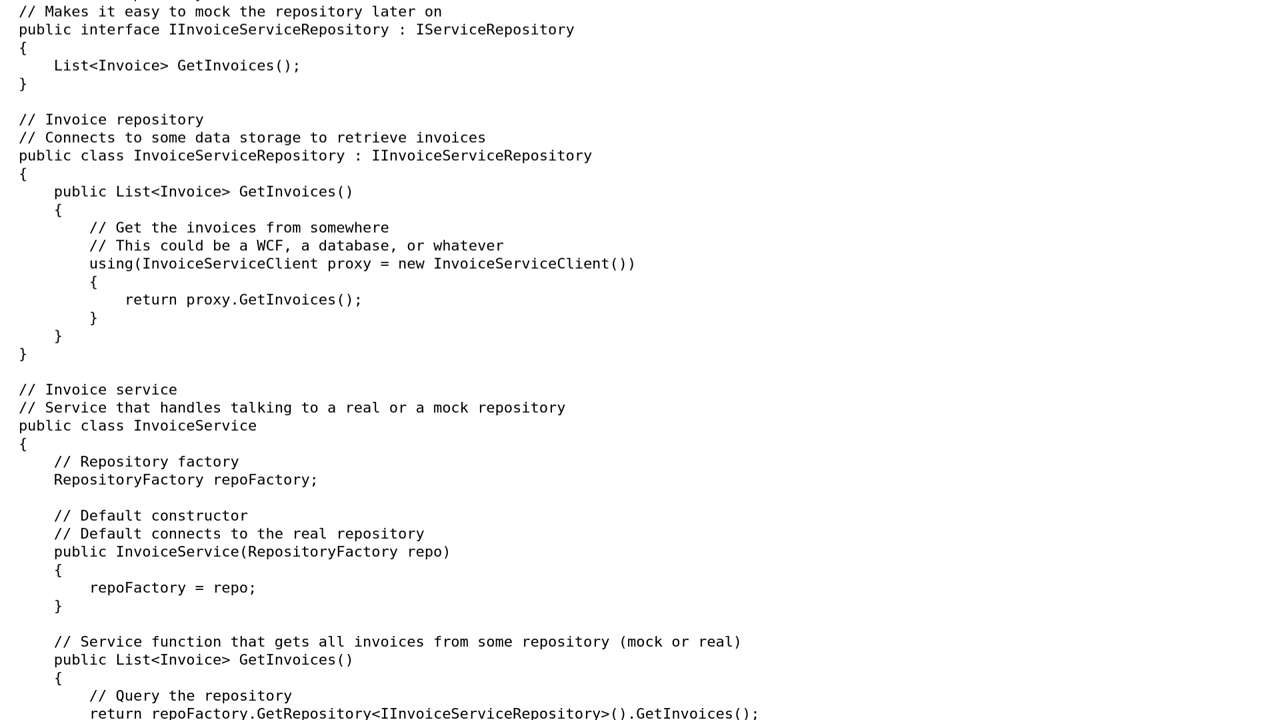 // Makes it easy to mock the repository later on
public interface IInvoiceServiceRepository : IServiceRepository
{
    List<Invoice> GetInvoices();
}

// Invoice repository
// Connects to some data storage to retrieve invoices
public class InvoiceServiceRepository : IInvoiceServiceRepository
{
    public List<Invoice> GetInvoices()
    {
        // Get the invoices from somewhere
        // This could be a WCF, a database, or whatever
        using(InvoiceServiceClient proxy = new InvoiceServiceClient())
        {
            return proxy.GetInvoices();
        }
    }
}

// Invoice service
// Service that handles talking to a real or a mock repository
public class InvoiceService
{
    // Repository factory
    RepositoryFactory repoFactory;

    // Default constructor
    // Default connects to the real repository
    public InvoiceService(RepositoryFactory repo)
    {
        repoFactory = repo;
    }

    // Service function that gets all invoices from some repository (mock or real)
    public List<Invoice> GetInvoices()
    {
        // Query the repository
        return repoFactory.GetRepository<IInvoiceServiceRepository>().GetInvoices();